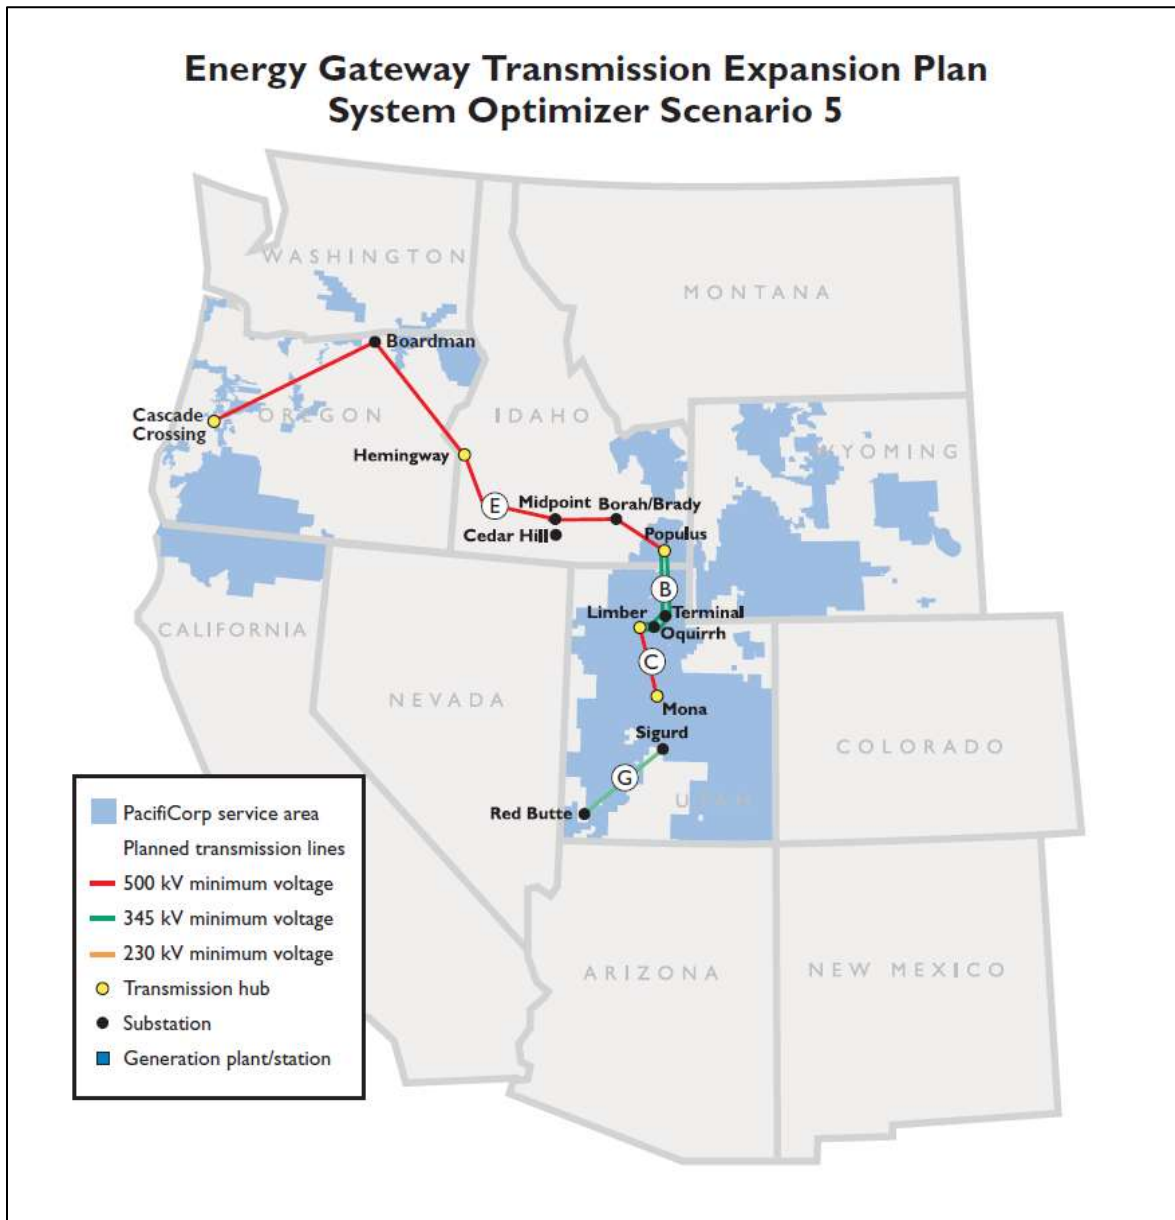 Energy Gateway Transmission Expansion Plan
System Optimizer Scenario 5
WASHINGTON
MONTANA
Boardman
Cascade
Crossing
OREGON
IDAHO
WYOMING
Hemingway
E
Midpoint
Borah/Brady
Cedar Hill
Populus
B
Limber
Terminal
Oquirrh
CALIFORNIA
C
NEVADA
Mona
Sigurd
COLORADO
G
UTAH
Red Butte
PacifiCorp service area
Planned transmission lines
500 kV minimum voltage
345 kV minimum voltage
230 kV minimum voltage
Transmission hub
Substation
Generation plant/station
ARIZONA
NEW MEXICO